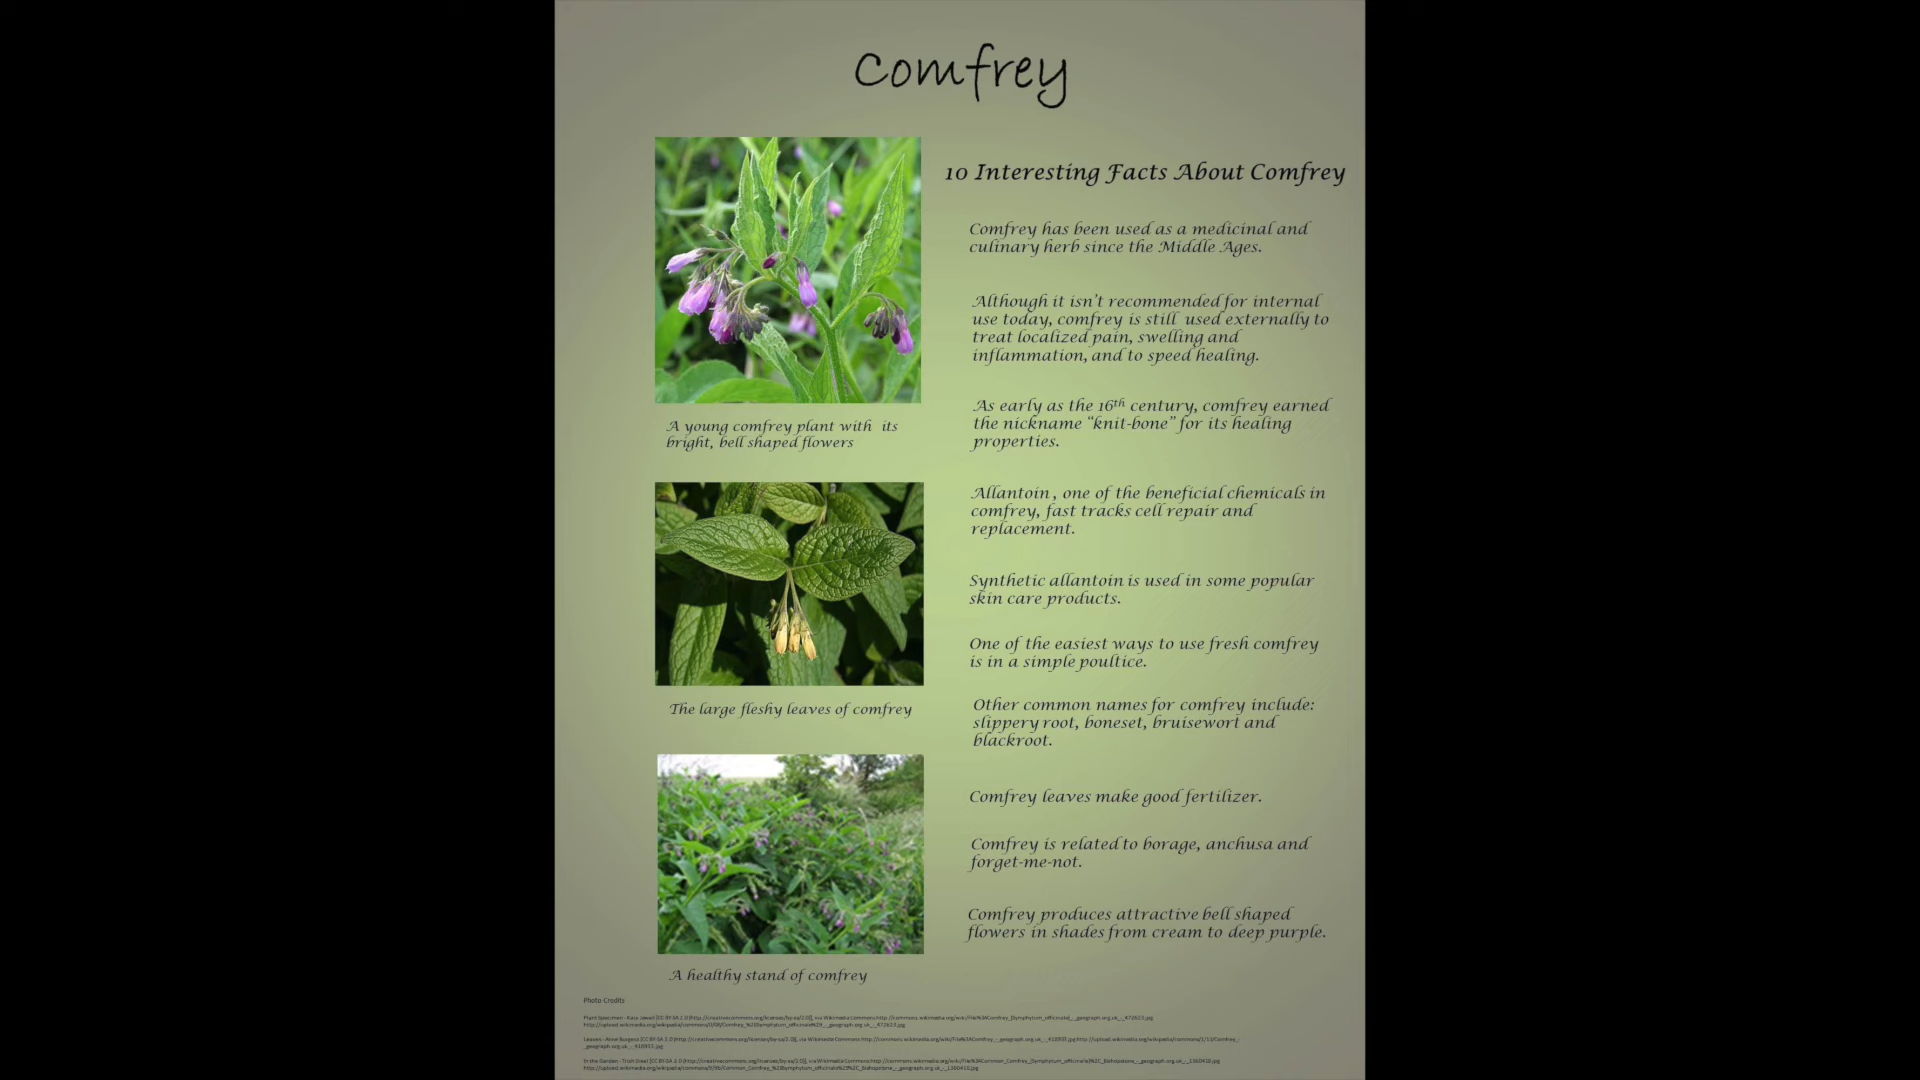 Comfrey
10 Interesting Facts About Comfrey
Comfrey has been used as a medicinal and
culinary herb since the Middle Ages.
Although it isn't recommended for internal
use today, comfrey is still used externally to
treat localized pain, swelling and
inflammation, and to speed healing.
As early as the 16th century, comfrey earned
the nickname "knit-bone" for its healing
properties.
A young comfrey plant with its
bright, bell shaped flowers
Allantoin, one of the beneficial chemicals in
comfrey, fast tracks cell repair and
replacement.
Synthetic allantoin is used in some popular
skin care products.
One of the easiest ways to use fresh comfrey
is in a simple poultice.
The large fleshy leaves of comfrey
Other common names for comfrey include:
slippery root, boneset, bruisewort and
blackroot.
Comfrey leaves make good fertilizer.
Comfrey is related to borage, anchusa and
forget-me-not.
Comfrey produces attractive bell shaped
flowers in shades from cream to deep purple.
A healthy stand of comfrey
Photo Credits